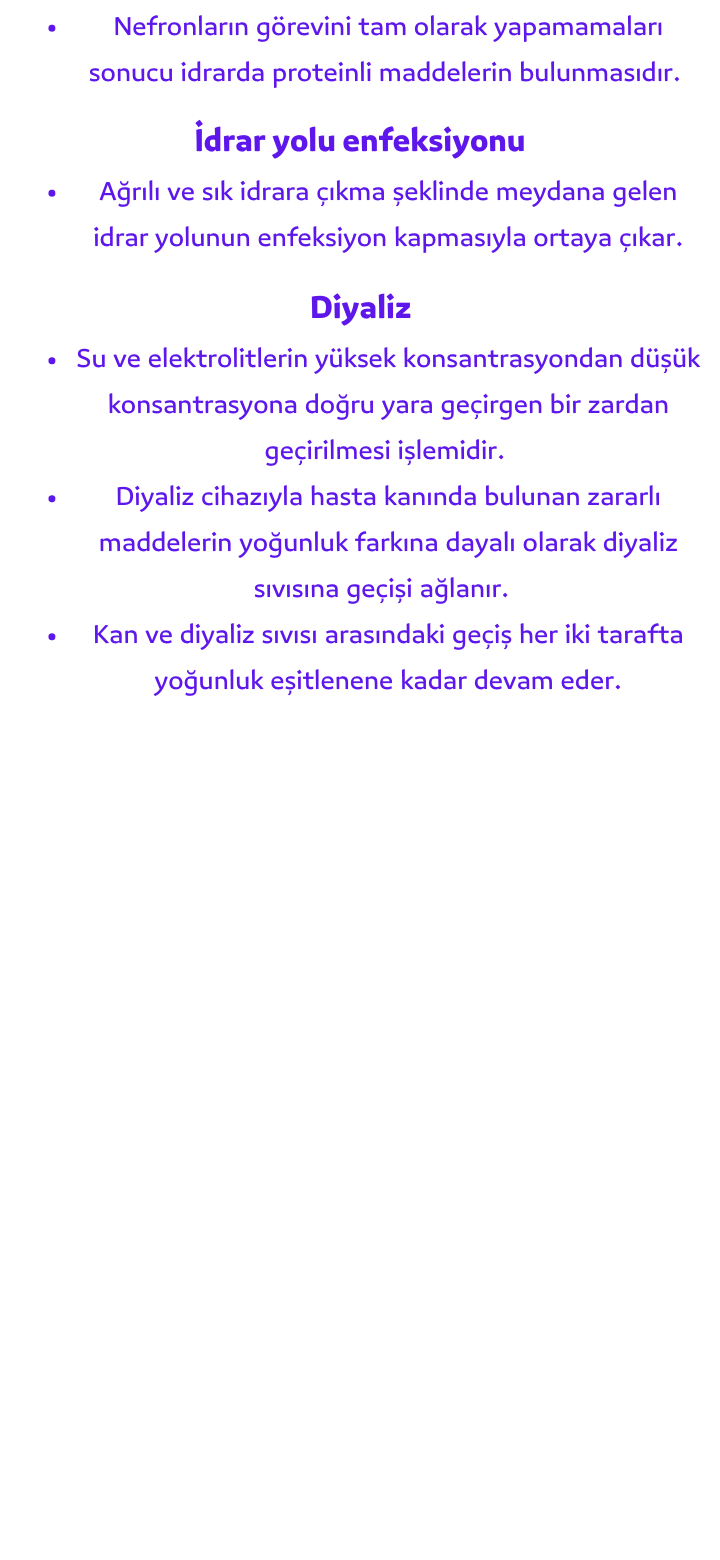 • Nefronların görevini tam olarak yapamamaları
sonucu idrarda proteinli maddelerin bulunmasıdır.
İdrar yolu enfeksiyonu
• Ağrılı ve sık idrara çıkma şeklinde meydana gelen
idrar yolunun enfeksiyon kapmasıyla ortaya çıkar.
Diyaliz
• Su ve elektrolitlerin yüksek konsantrasyondan düşük
konsantrasyona doğru yara geçirgen bir zardan
geçirilmesi işlemidir.
• Diyaliz cihazıyla hasta kanında bulunan zararlı
maddelerin yoğunluk farkına dayalı olarak diyaliz
sıvısına geçişi ağlanır.
• Kan ve diyaliz sıvısı arasındaki geçiş her iki tarafta
yoğunluk eşitlenene kadar devam eder.